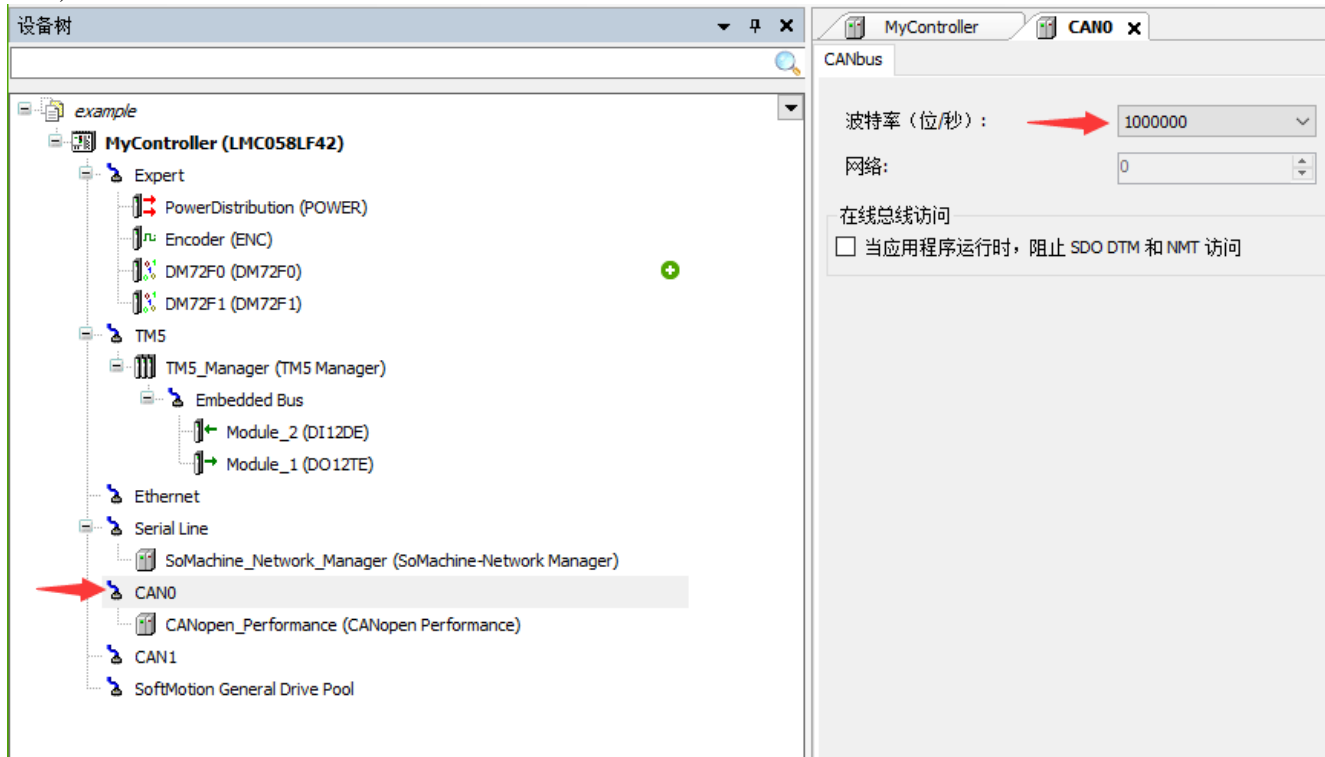 设备树
example
MyController (LMC058LF42)
Expert
PowerDistribution (POWER)
Encoder (ENC)
DM72F0 (DM72F0)
DM72F1 (DM72F1)
TM5
TM5_Manager (TM5 Manager)
Embedded Bus
Module_2 (DI12DE)
Module_1 (DO12TE)
Ethernet
Serial Line
SoMachine_Network_Manager (SoMachine-Network Manager)
CAN0
CANopen_Performance (CANopen Performance)
CAN1
SoftMotion General Drive Pool
MyController CAN0
CANbus
波特率（位/秒）： 1000000
网络: 0
在线总线访问
当应用程序运行时，阻止 SDO DTM 和 NMT 访问